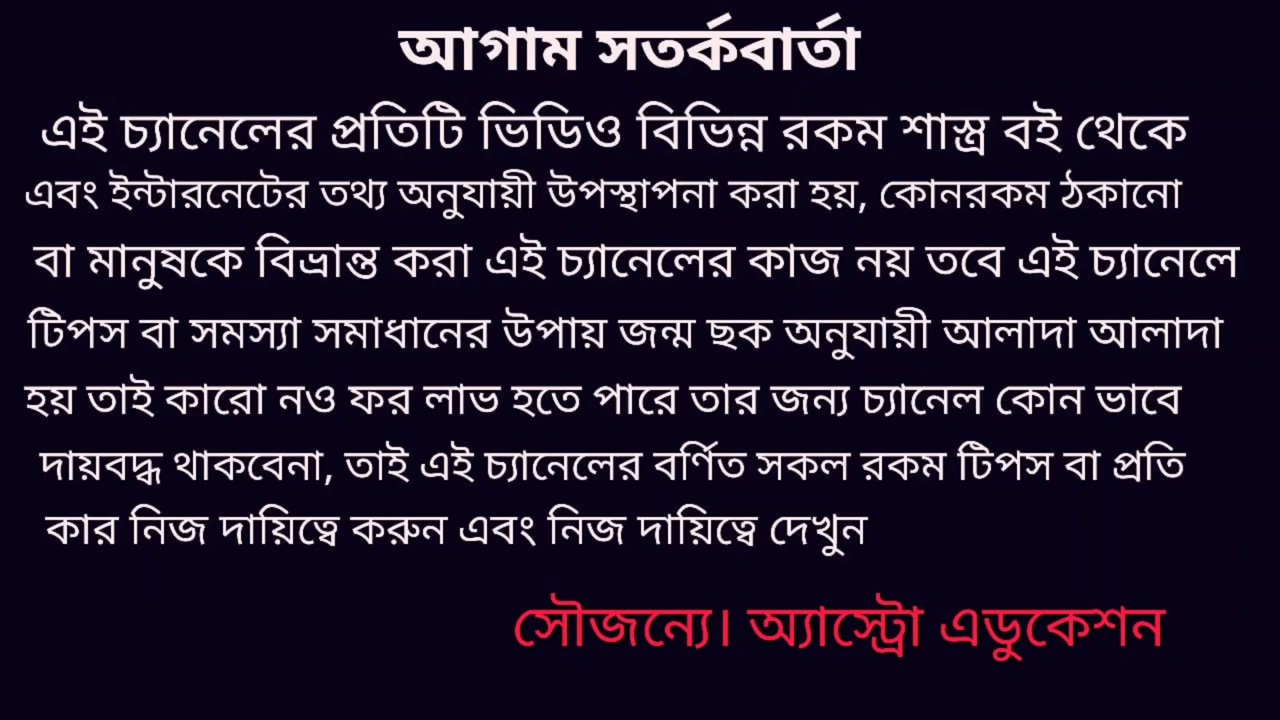 আগাম সতর্কবার্তা
এই চ্যানেলের প্রতিটি ভিডিও বিভিন্ন রকম শাস্ত্র বই থেকে
এবং ইন্টারনেটের তথ্য অনুযায়ী উপস্থাপনা করা হয়, কোনরকম ঠকানো
বা মানুষকে বিভ্রান্ত করা এই চ্যানেলের কাজ নয় তবে এই চ্যানেলে
টিপস বা সমস্যা সমাধানের উপায় জন্ম ছক অনুযায়ী আলাদা আলাদা
হয় তাই কারো নও ফর লাভ হতে পারে তার জন্য চ্যানেল কোন ভাবে
দায়বদ্ধ থাকবেনা, তাই এই চ্যানেলের বর্ণিত সকল রকম টিপস বা প্রতি
কার নিজ দায়িত্বে করুন এবং নিজ দায়িত্বে দেখুন
সৌজন্যে। অ্যাস্ট্রো এডুকেশন